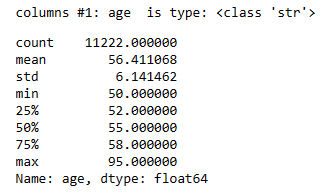 columns #1: age  is type: <class 'str'>
count    11222.000000
mean        56.411068
std          6.141462
min         50.000000
25%         52.000000
50%         55.000000
75%         58.000000
max         95.000000
Name: age, dtype: float64